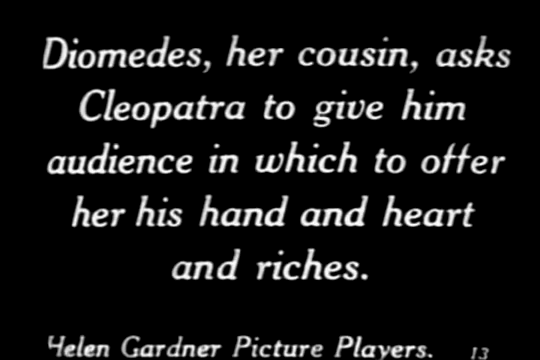 Diomedes, her cousin, asks
Cleopatra to give him
audience in which to offer
her his hand and heart
and riches.
Helen Gardner Picture Players. 13